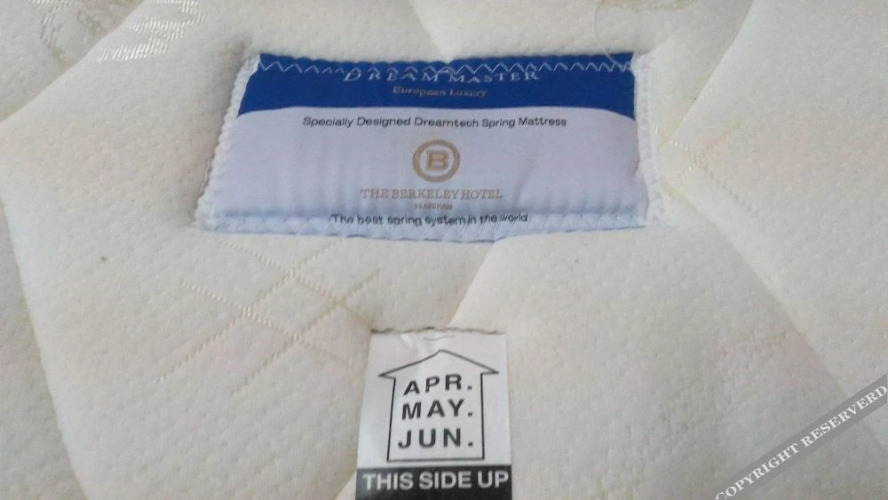 DREAM MASTER
European Luxury
Specially Designed Dreamtech Spring Mattress
B
THE BERKELEY HOTEL
The best spring system in the world
APR.
MAY.
JUN.
THIS SIDE UP
COPYRIGHT RESERVERD